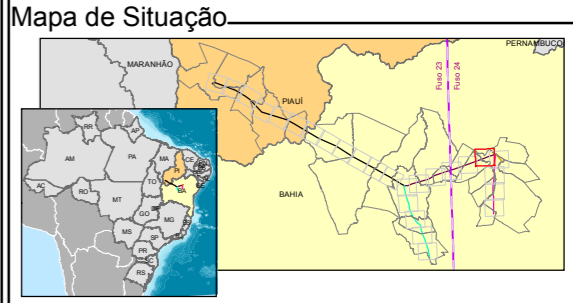 Mapa de Situação
PERNAMBUCO
MARANHÃO
Fuso 23
Fuso 24
PIAUÍ
BAHIA
RR
AP
AM
PA
MA
CE
PI
AC
RO
TO
BA
MT
GO
MG
MS
SP
PR
RS